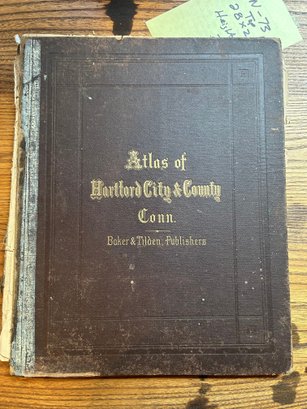 Atlas of
Hartford City & County
Conn.
Baker & Tilden, Publishers